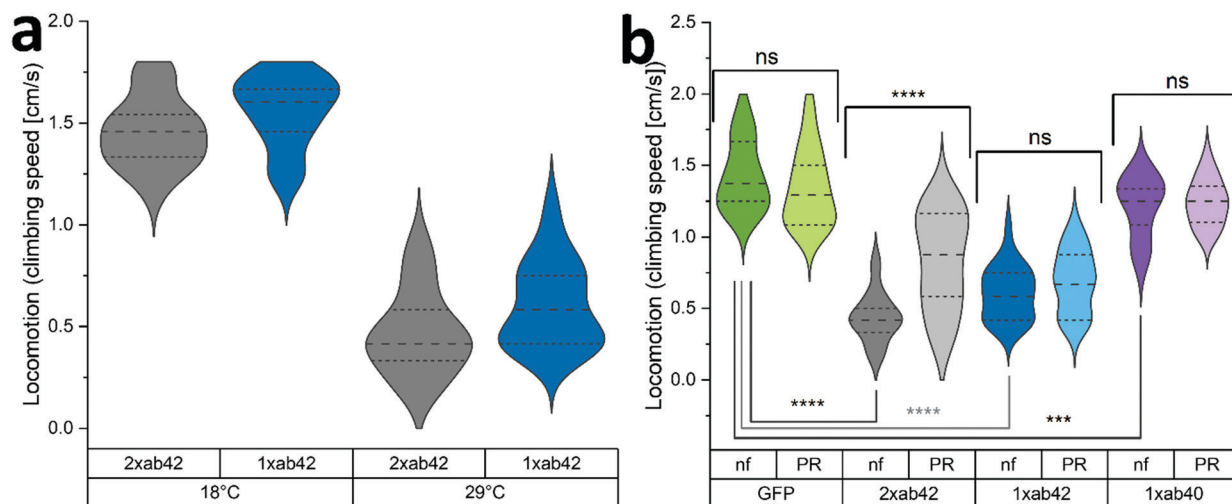 a
Locomotion (climbing speed [cm/s])
2.0
1.5
1.0
0.5
0.0
2xab42 1xab42 2xab42 1xab42
18°C 29°C
b
Locomotion (climbing speed [cm/s])
2.5
2.0
1.5
1.0
0.5
0.0
ns
****
ns
ns
****
****
***
nf PR nf PR nf PR nf PR
GFP 2xab42 1xab42 1xab40